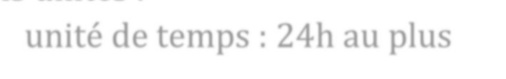 unité de temps : 24h au plus